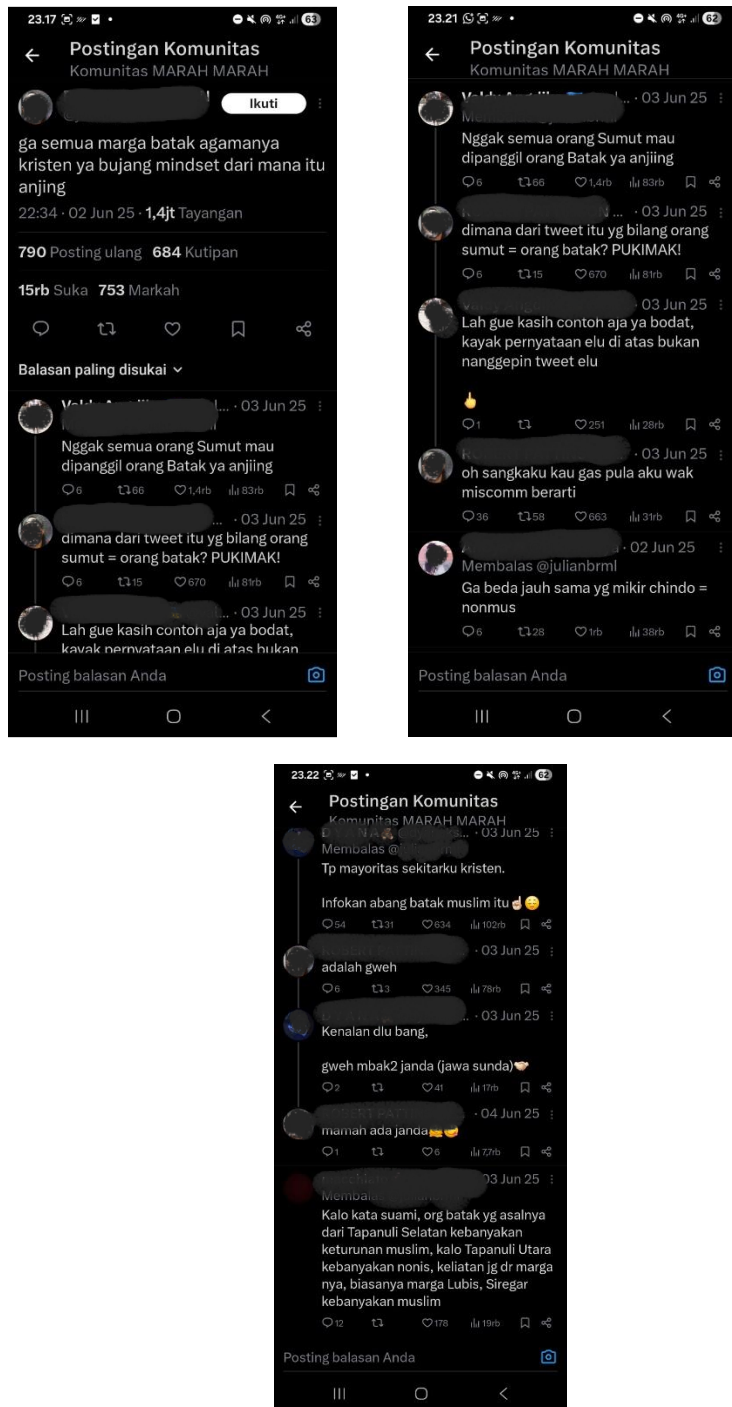 23.17
63
Postingan Komunitas
Komunitas MARAH MARAH
Ikuti
ga semua marga batak agamanya
kristen ya bujang mindset dari mana itu
anjing
22:34 · 02 Jun 25 · 1,4jt Tayangan
790 Posting ulang 684 Kutipan
15rb Suka 753 Markah
Balasan paling disukai
· 03 Jun 25
Nggak semua orang Sumut mau
dipanggil orang Batak ya anjiing
6 66 1,4rb 83rb
· 03 Jun 25
dimana dari tweet itu yg bilang orang
sumut = orang batak? PUKIMAK!
6 15 670 81rb
· 03 Jun 25
Lah gue kasih contoh aja ya bodat,
kayak pernyataan elu di atas bukan
Posting balasan Anda
23.21
62
Postingan Komunitas
Komunitas MARAH MARAH
· 03 Jun 25
Nggak semua orang Sumut mau
dipanggil orang Batak ya anjiing
6 66 1,4rb 83rb
· 03 Jun 25
dimana dari tweet itu yg bilang orang
sumut = orang batak? PUKIMAK!
6 15 670 81rb
· 03 Jun 25
Lah gue kasih contoh aja ya bodat,
kayak pernyataan elu di atas bukan
nanggepin tweet elu
🖕
1 251 28rb
· 03 Jun 25
oh sangkaku kau gas pula aku wak
miscomm berarti
36 58 663 31rb
· 02 Jun 25
Membalas @julianbrml
Ga beda jauh sama yg mikir chindo =
nonmus
6 28 1rb 38rb
Posting balasan Anda
23.22
62
Postingan Komunitas
Komunitas MARAH MARAH
· 03 Jun 25
Membalas @
Tp mayoritas sekitarku kristen.
Infokan abang batak muslim itu☝🏻😌
54 31 634 102rb
· 03 Jun 25
adalah gweh
6 3 345 78rb
· 03 Jun 25
Kenalan dlu bang,
gweh mbak2 janda (jawa sunda)🤝🏻
2 41 17rb
· 04 Jun 25
mamah ada janda
1 6 7,7rb
03 Jun 25
Membalas
Kalo kata suami, org batak yg asalnya
dari Tapanuli Selatan kebanyakan
keturunan muslim, kalo Tapanuli Utara
kebanyakan nonis, keliatan jg dr marga
nya, biasanya marga Lubis, Siregar
kebanyakan muslim
12 178 19rb
Posting balasan Anda